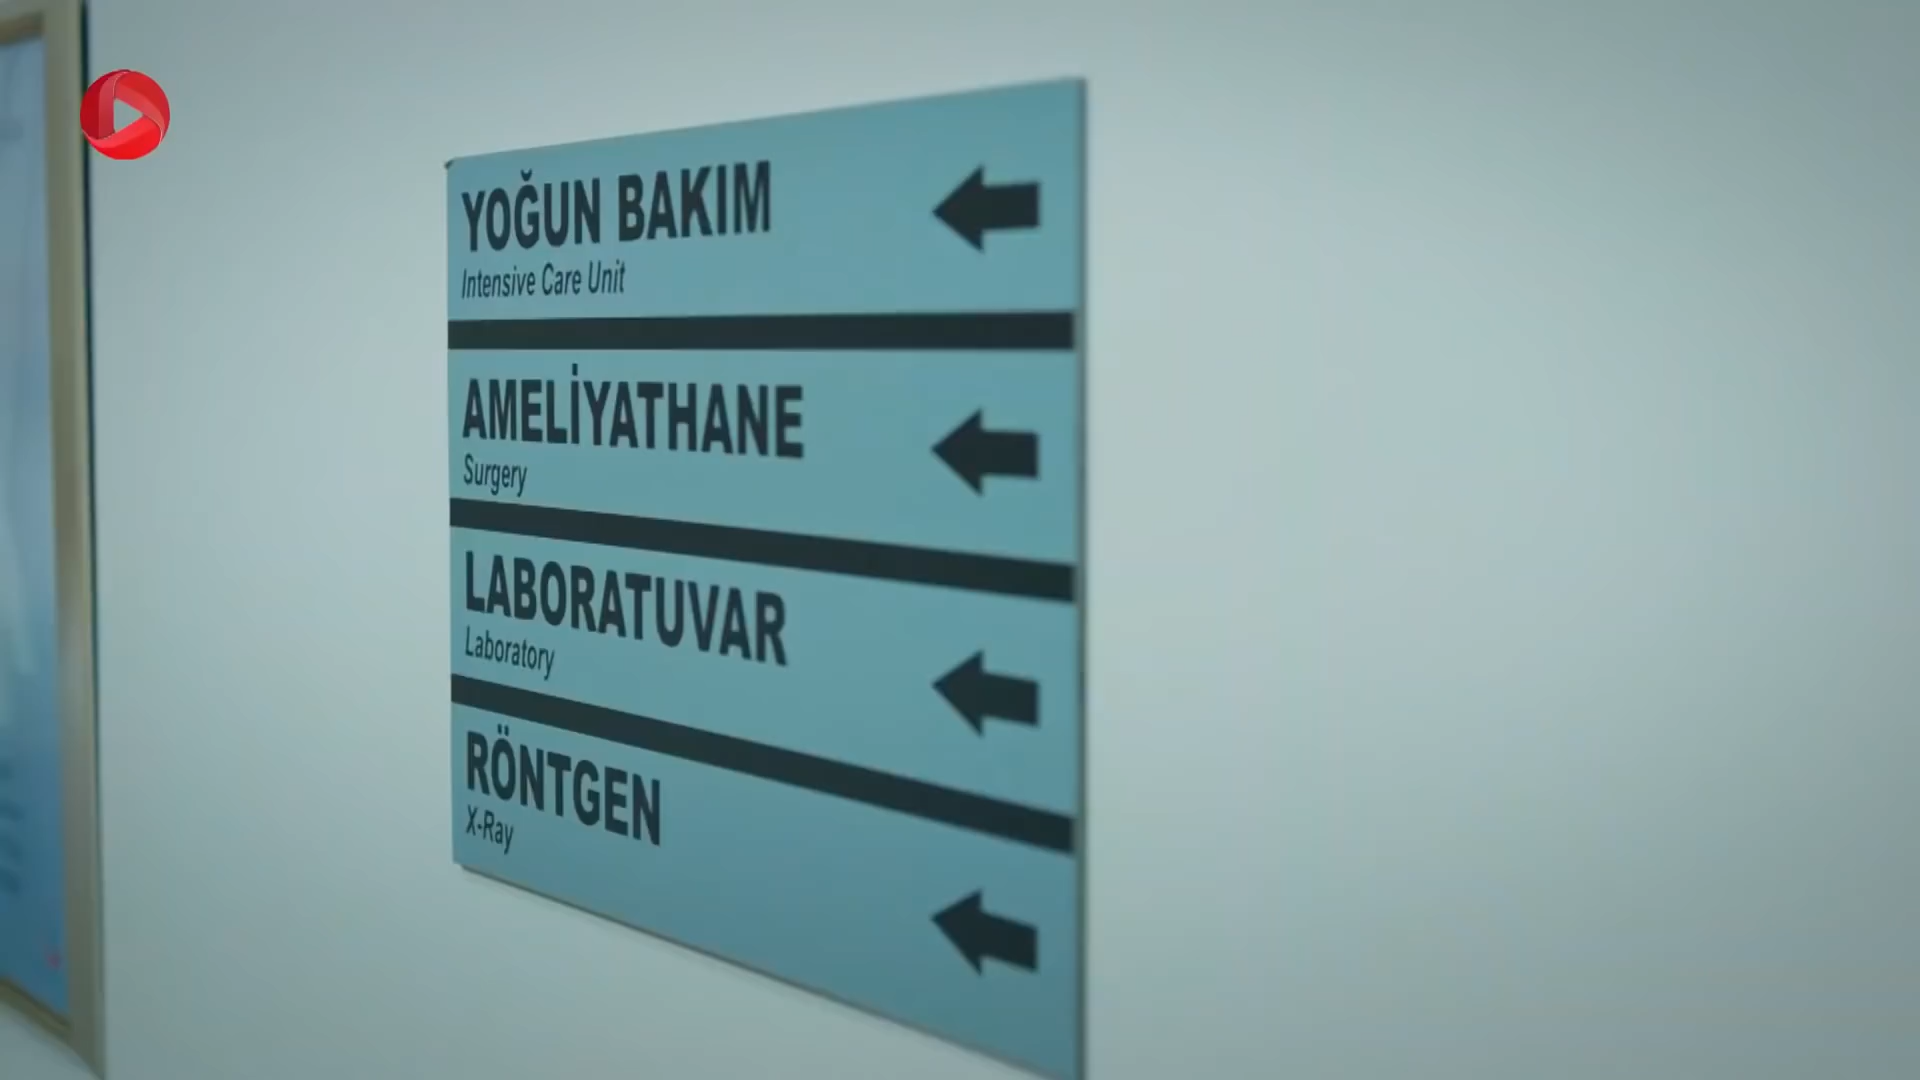 YOĞUN BAKIM
Intensive Care Unit
AMELİYATHANE
Surgery
LABORATUVAR
Laboratory
RÖNTGEN
X-Ray